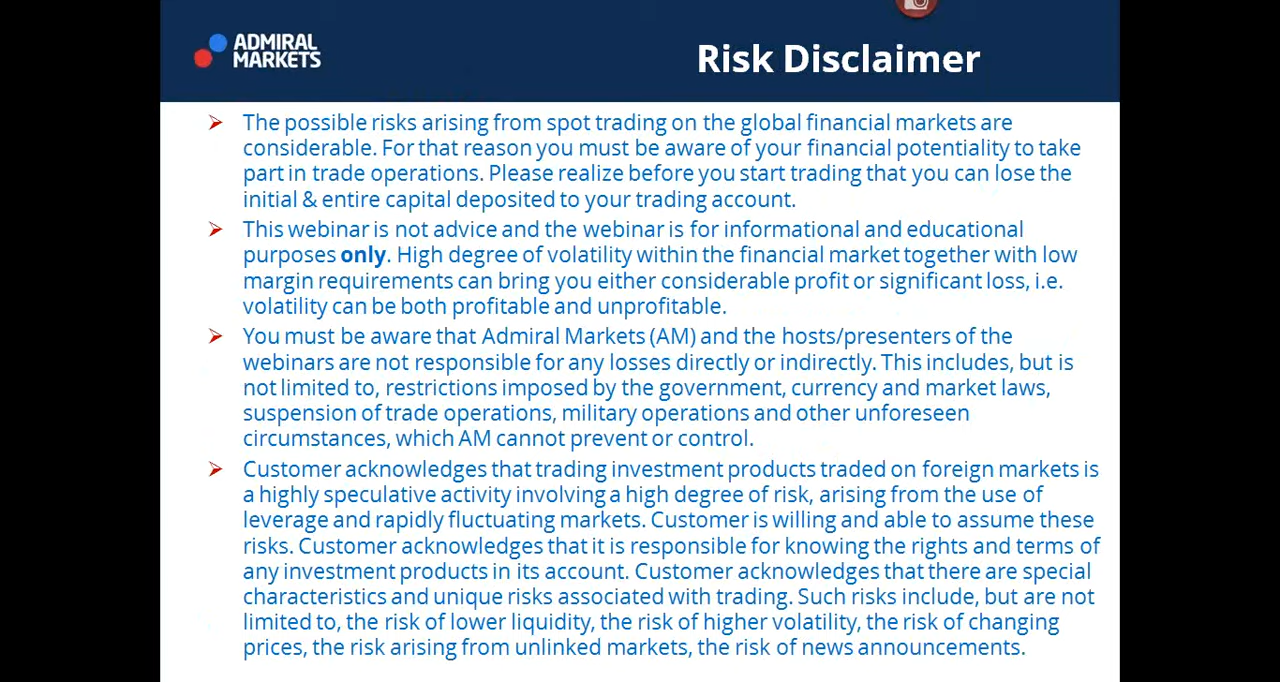 ADMIRAL
MARKETS
Risk Disclaimer
The possible risks arising from spot trading on the global financial markets are
considerable. For that reason you must be aware of your financial potentiality to take
part in trade operations. Please realize before you start trading that you can lose the
initial & entire capital deposited to your trading account.
This webinar is not advice and the webinar is for informational and educational
purposes only. High degree of volatility within the financial market together with low
margin requirements can bring you either considerable profit or significant loss, i.e.
volatility can be both profitable and unprofitable.
You must be aware that Admiral Markets (AM) and the hosts/presenters of the
webinars are not responsible for any losses directly or indirectly. This includes, but is
not limited to, restrictions imposed by the government, currency and market laws,
suspension of trade operations, military operations and other unforeseen
circumstances, which AM cannot prevent or control.
Customer acknowledges that trading investment products traded on foreign markets is
a highly speculative activity involving a high degree of risk, arising from the use of
leverage and rapidly fluctuating markets. Customer is willing and able to assume these
risks. Customer acknowledges that it is responsible for knowing the rights and terms of
any investment products in its account. Customer acknowledges that there are special
characteristics and unique risks associated with trading. Such risks include, but are not
limited to, the risk of lower liquidity, the risk of higher volatility, the risk of changing
prices, the risk arising from unlinked markets, the risk of news announcements.